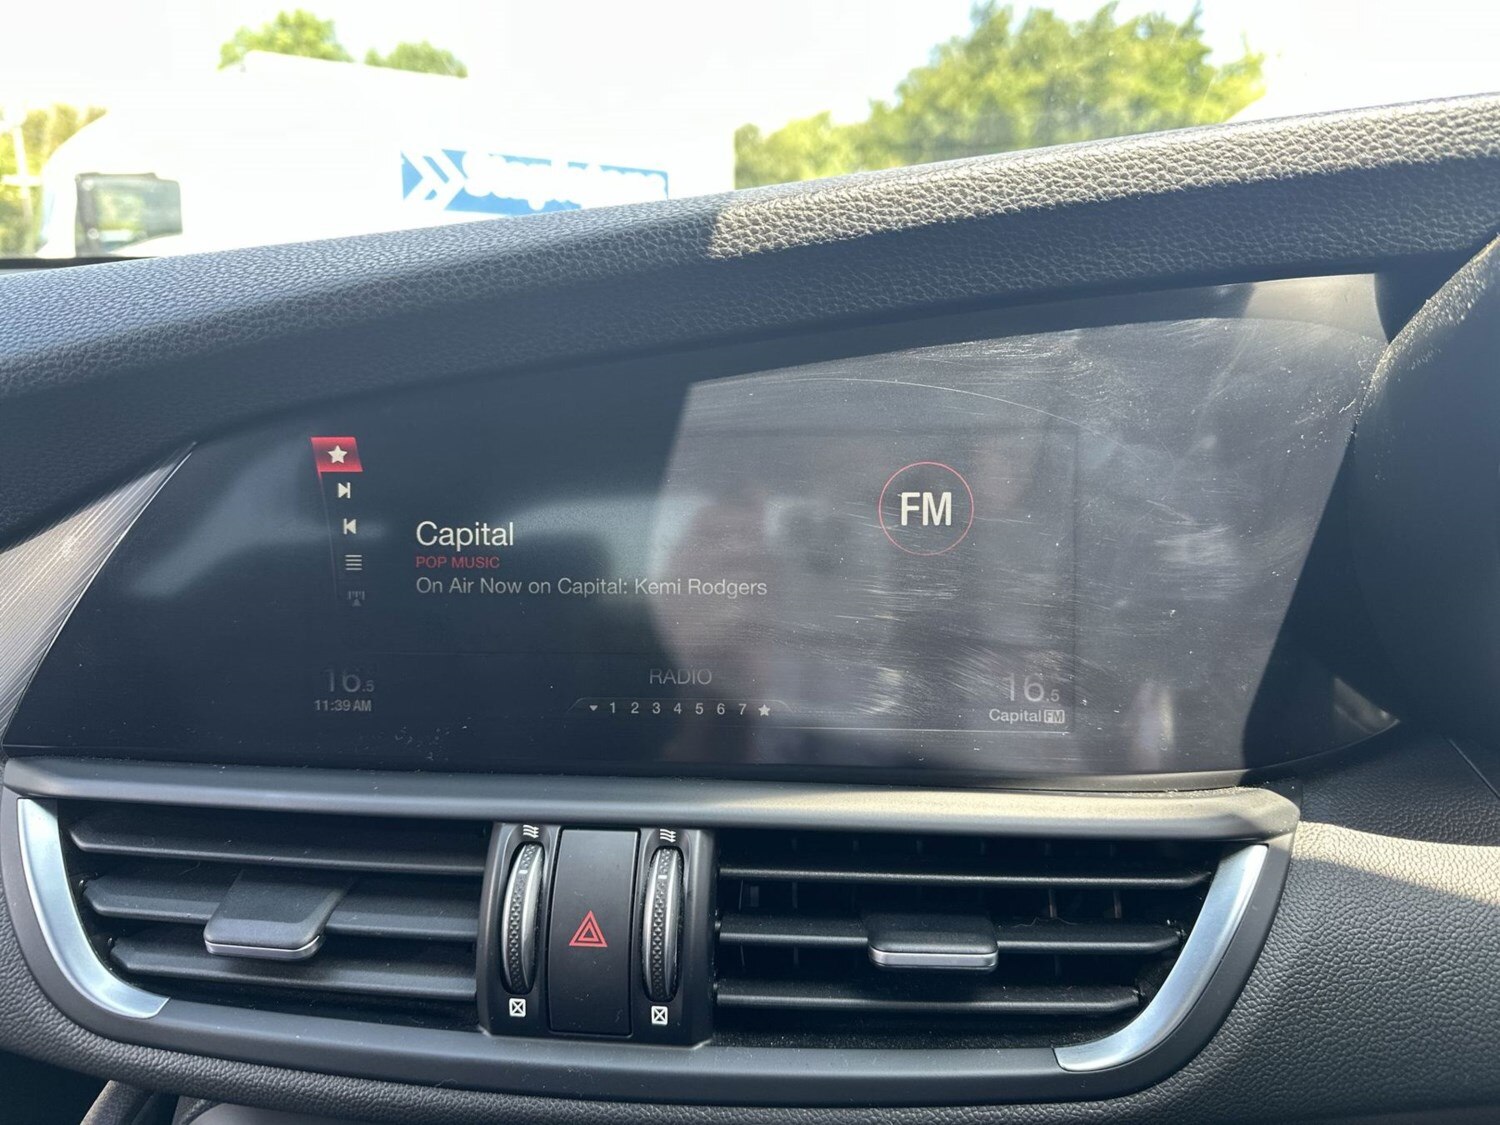 Capital
POP MUSIC
On Air Now on Capital: Kemi Rodgers
FM
16.5
11:39 AM
RADIO
1 2 3 4 5 6 7
16.5
Capital FM